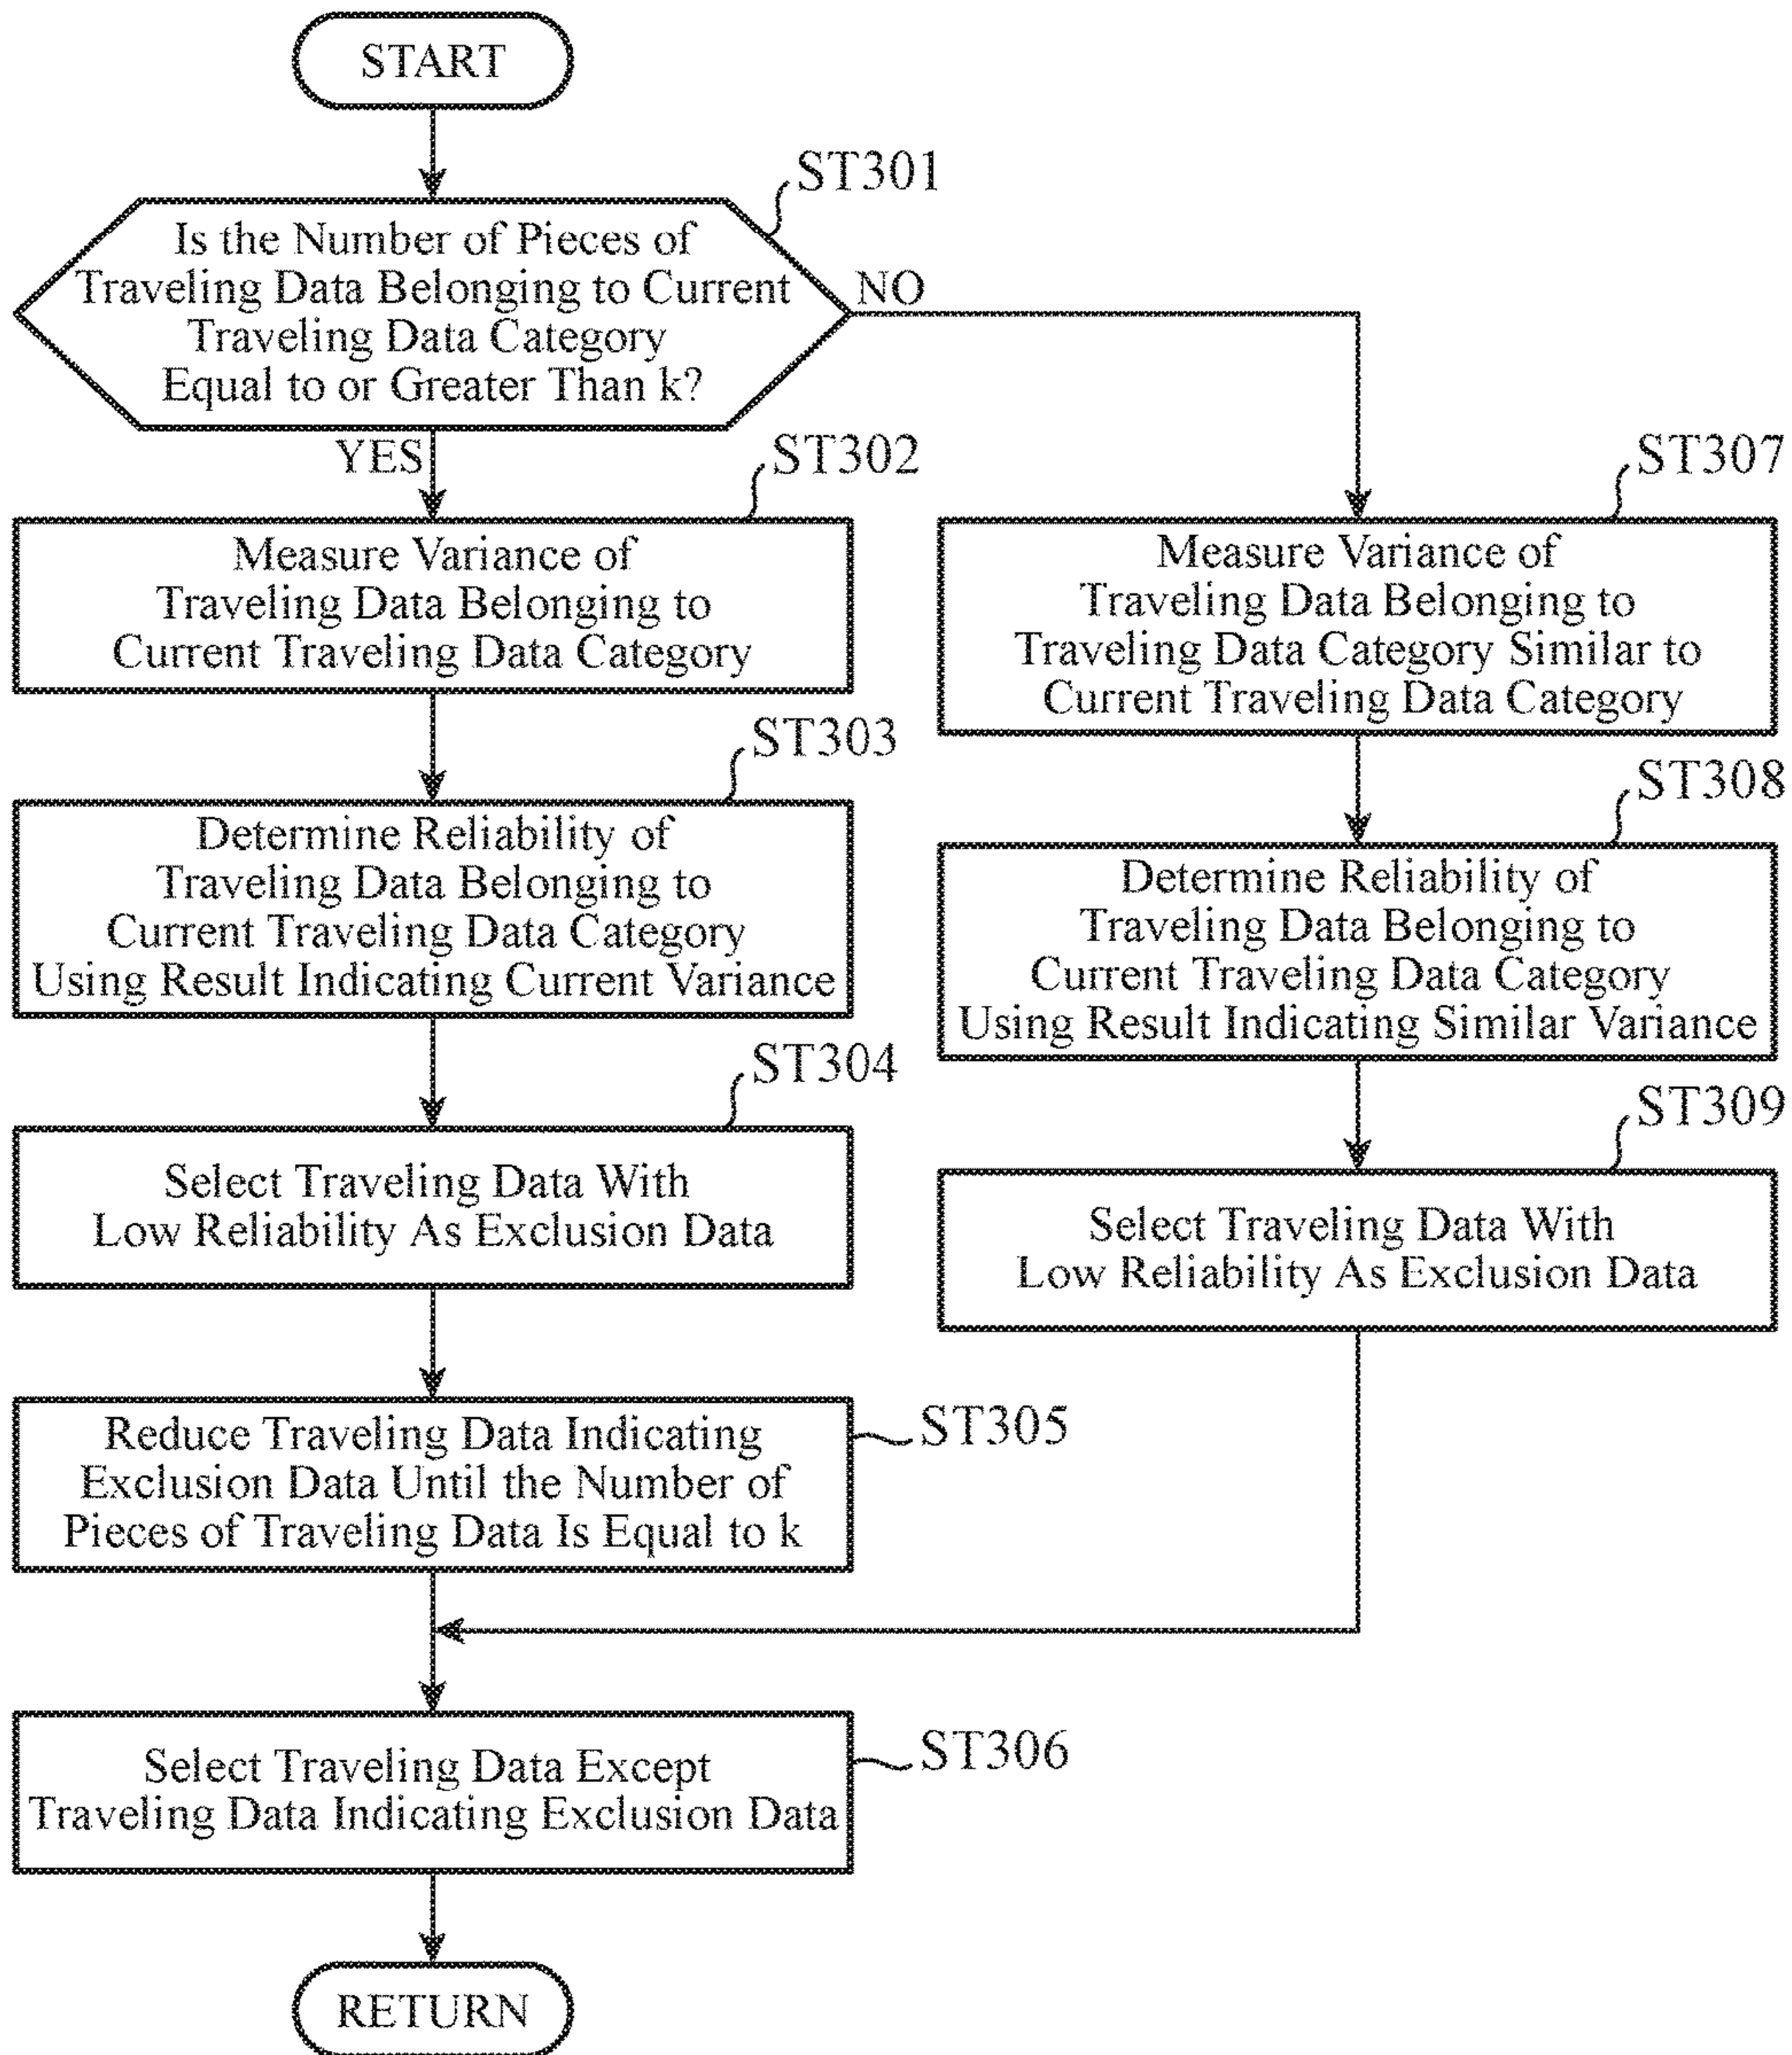 START
ST301
Is the Number of Pieces of
Traveling Data Belonging to Current
Traveling Data Category
Equal to or Greater Than k?
NO
YES
ST302
Measure Variance of
Traveling Data Belonging to
Current Traveling Data Category
ST303
Determine Reliability of
Traveling Data Belonging to
Current Traveling Data Category
Using Result Indicating Current Variance
ST304
Select Traveling Data With
Low Reliability As Exclusion Data
Reduce Traveling Data Indicating
Exclusion Data Until the Number of
Pieces of Traveling Data Is Equal to k
ST305
ST307
Measure Variance of
Traveling Data Belonging to
Traveling Data Category Similar to
Current Traveling Data Category
ST308
Determine Reliability of
Traveling Data Belonging to
Current Traveling Data Category
Using Result Indicating Similar Variance
ST309
Select Traveling Data With
Low Reliability As Exclusion Data
Select Traveling Data Except
Traveling Data Indicating Exclusion Data
ST306
RETURN